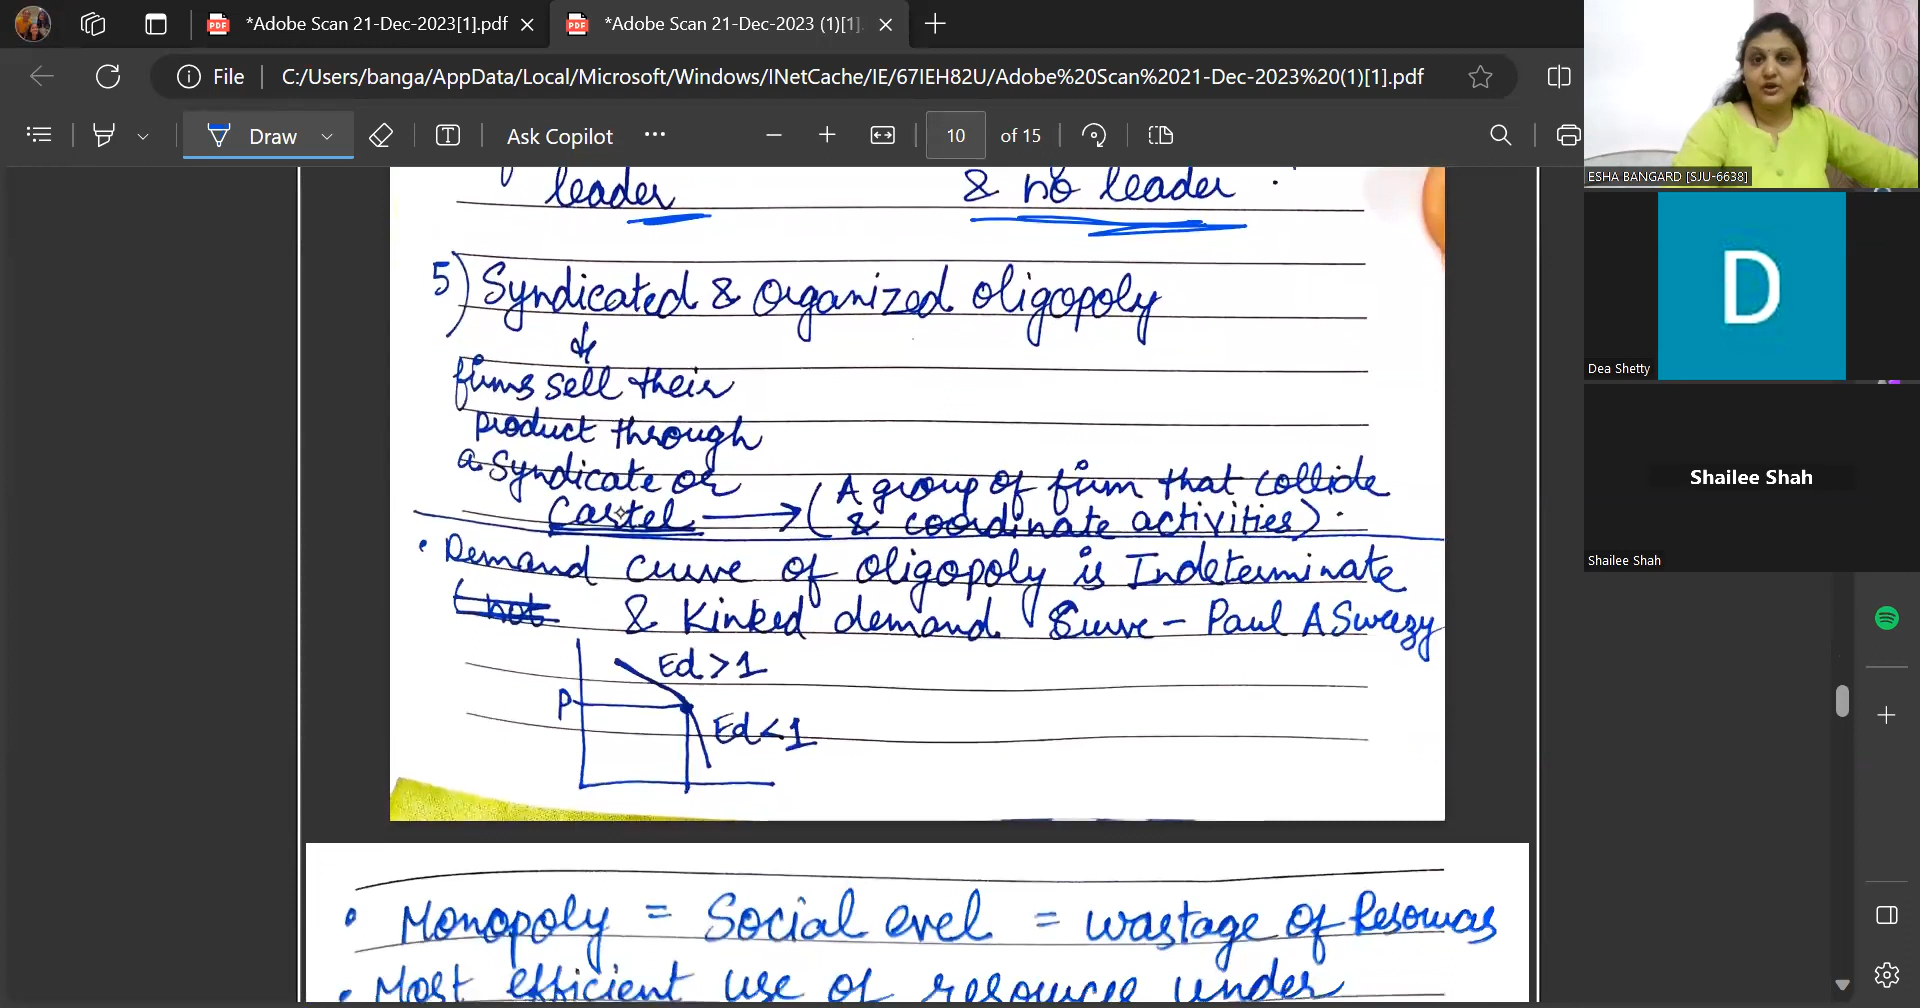 *Adobe Scan 21-Dec-2023[1].pdf
*Adobe Scan 21-Dec-2023 (1)[1].
File
C:/Users/banga/AppData/Local/Microsoft/Windows/INetCache/IE/67IEH82U/Adobe%20Scan%2021-Dec-2023%20(1)[1].pdf
Draw
Ask Copilot
10 of 15
leader
& no leader
5) Syndicated & Organized oligopoly
firms sell their
product through
a Syndicate or
Cartel → (A group of firm that collide
& coordinate activities)
• Demand curve of oligopoly is Indeterminate
& Kinked demand Curve - Paul A Sweezy
Ed > 1
P
Ed < 1
• Monopoly = Social evel = wastage of Resources
• Most efficient use of resources under
ESHA BANGARD [SJU-6638]
D
Dea Shetty
Shailee Shah
Shailee Shah